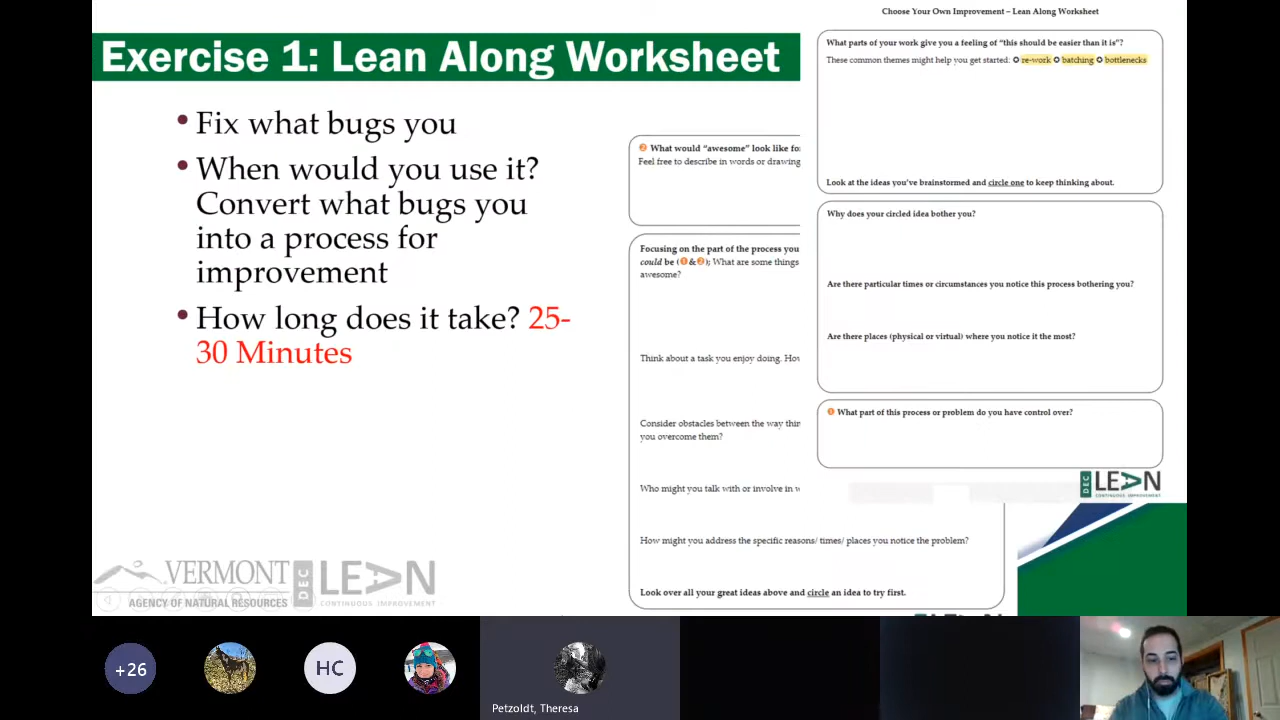 Choose Your Own Improvement – Lean Along Worksheet
Exercise 1: Lean Along Worksheet
Fix what bugs you
When would you use it?
Convert what bugs you
into a process for
improvement
How long does it take? 25-
30 Minutes
❷ What would “awesome” look like
Feel free to describe in words or drawing
Focusing on the part of the process you
could be (❶&❷); What are some things
awesome?
Think about a task you enjoy doing.
Consider obstacles between the way
you overcome them?
Who might you talk with or involve in
How might you address the specific reasons/ times/ places you notice the problem?
Look over all your great ideas above and circle an idea to try first.
What parts of your work give you a feeling of “this should be easier than it is”?
These common themes might help you get started: ✪ re-work ✪ batching ✪ bottlenecks
Look at the ideas you’ve brainstormed and circle one to keep thinking about.
Why does your circled idea bother you?
Are there particular times or circumstances you notice this process bothering you?
Are there places (physical or virtual) where you notice it the most?
❶ What part of this process or problem do you have control over?
DEC LEAN
CONTINUOUS IMPROVEMENT
VERMONT
AGENCY OF NATURAL RESOURCES
DEC LEAN
CONTINUOUS IMPROVEMENT
+26
HC
Petzoldt, Theresa